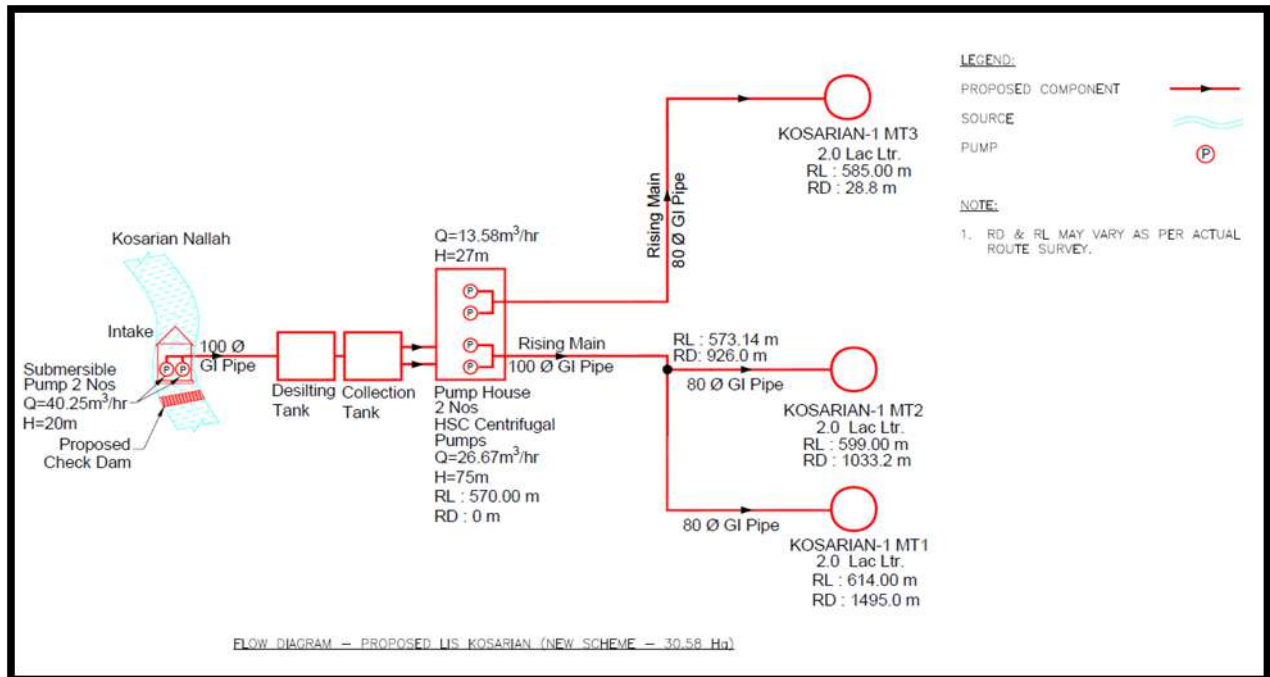 LEGEND:
PROPOSED COMPONENT
SOURCE
PUMP
P
NOTE:
1. RD & RL MAY VARY AS PER ACTUAL
ROUTE SURVEY.
KOSARIAN-1 MT3
2.0 Lac Ltr.
RL : 585.00 m
RD : 28.8 m
Rising Main
80 Ø GI Pipe
Kosarian Nallah
Intake
P P
100 Ø
GI Pipe
Submersible
Pump 2 Nos
Q=40.25m³/hr
H=20m
Proposed
Check Dam
Desilting
Tank
Collection
Tank
Q=13.58m³/hr
H=27m
P
P
P
P
Pump House
2 Nos
HSC Centrifugal
Pumps
Q=26.67m³/hr
H=75m
RL : 570.00 m
RD : 0 m
Rising Main
100 Ø GI Pipe
RL : 573.14 m
RD: 926.0 m
80 Ø GI Pipe
KOSARIAN-1 MT2
2.0 Lac Ltr.
RL : 599.00 m
RD : 1033.2 m
80 Ø GI Pipe
KOSARIAN-1 MT1
2.0 Lac Ltr.
RL : 614.00 m
RD : 1495.0 m
FLOW DIAGRAM – PROPOSED LIS KOSARIAN (NEW SCHEME – 30.58 Ha)